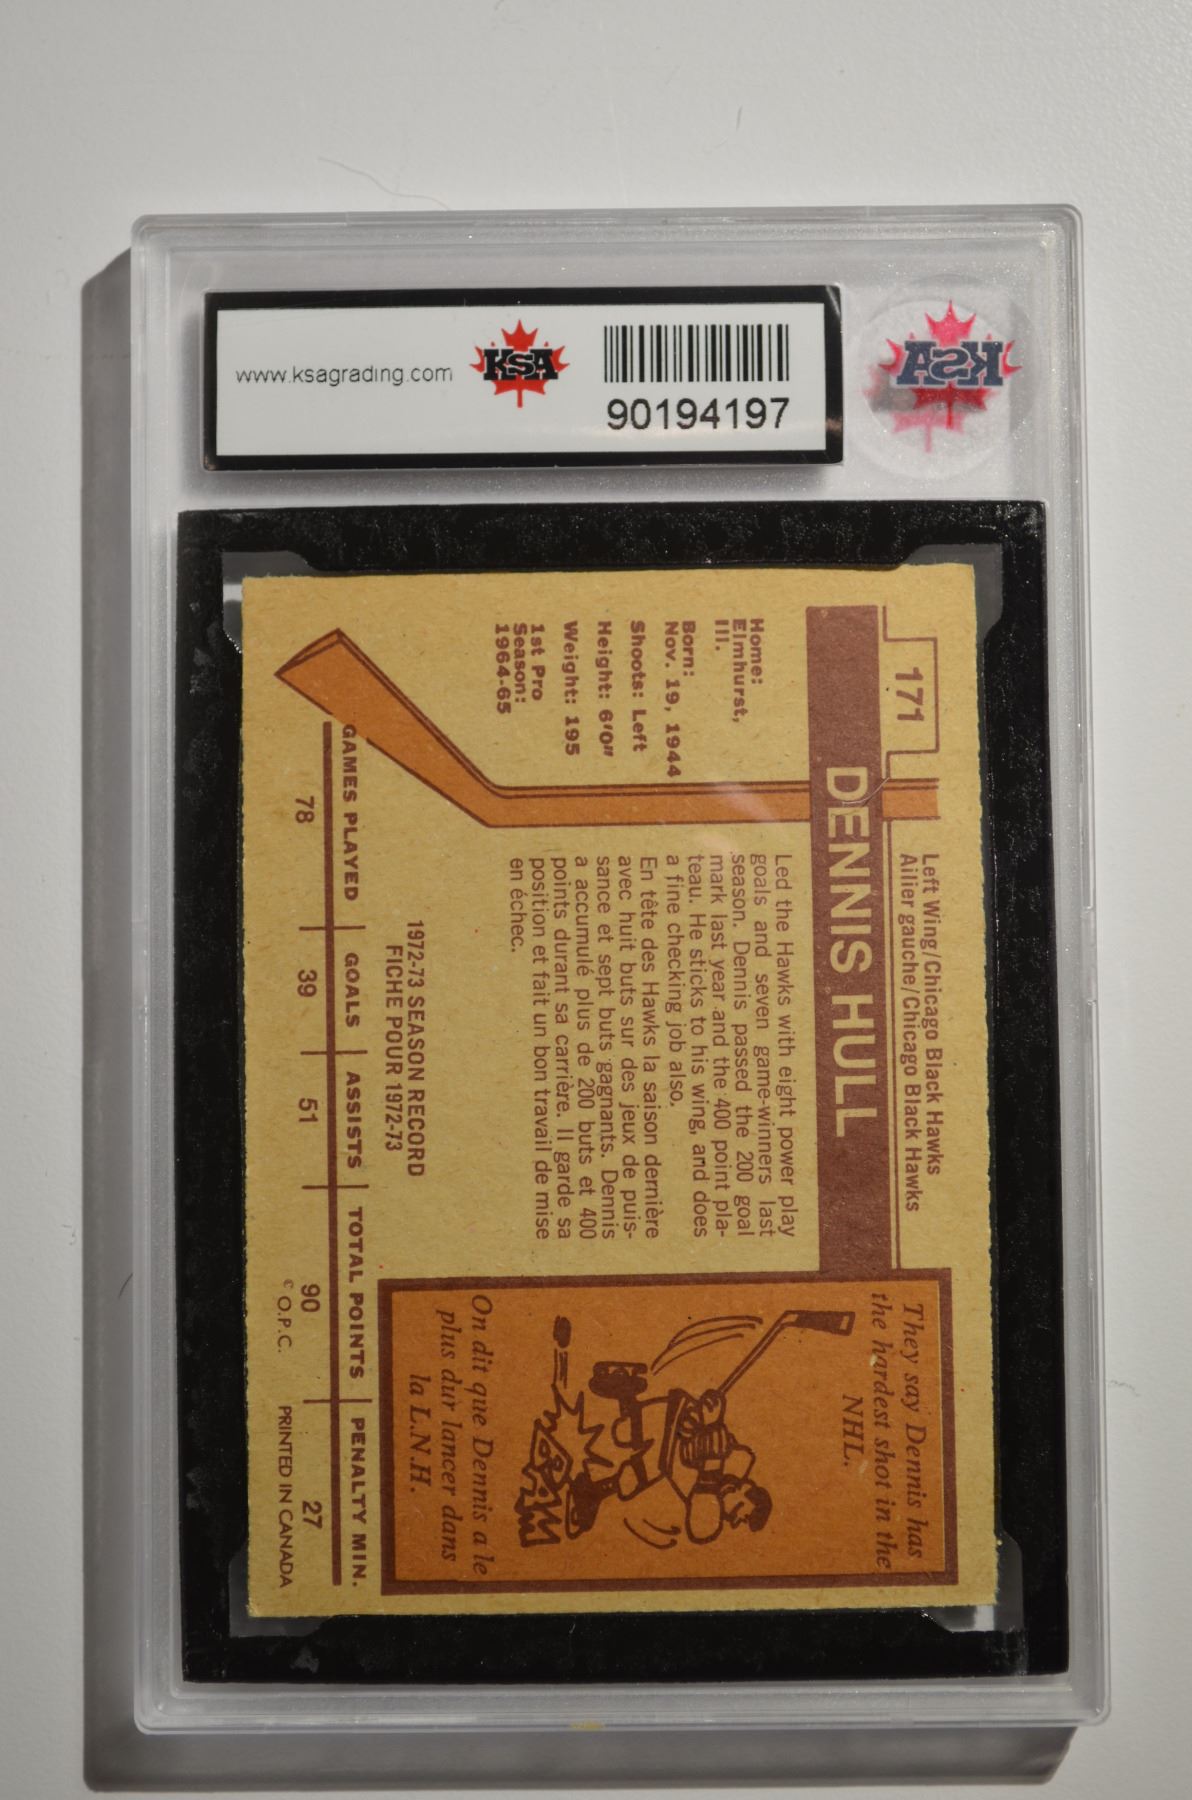 www.ksagrading.com
KSA
90194197
KSA
171
Left Wing/Chicago Black Hawks
Ailier gauche/Chicago Black Hawks
DENNIS HULL
Home:
Elmhurst,
Ill.
Born:
Nov. 19, 1944
Shoots: Left
Height: 6'0"
Weight: 195
1st Pro
Season:
1964-65
Led the Hawks with eight power play
goals and seven game-winners last
season. Dennis passed the 200 goal
mark last year and the 400 point pla-
teau. He sticks to his wing, and does
a fine checking job also.
En tête des Hawks la saison dernière
avec huit buts sur des jeux de puis-
sance et sept buts gagnants. Dennis
a accumulé plus de 200 buts et 400
points durant sa carrière. Il garde sa
position et fait un bon travail de mise
en échec.
They say Dennis has
the hardest shot in the
NHL.
WRAM
On dit que Dennis a le
plus dur lancer dans
la L.N.H.
1972-73 SEASON RECORD
FICHE POUR 1972-73
GAMES PLAYED GOALS ASSISTS TOTAL POINTS PENALTY MIN.
78 39 51 90 27
© O.P.C. PRINTED IN CANADA